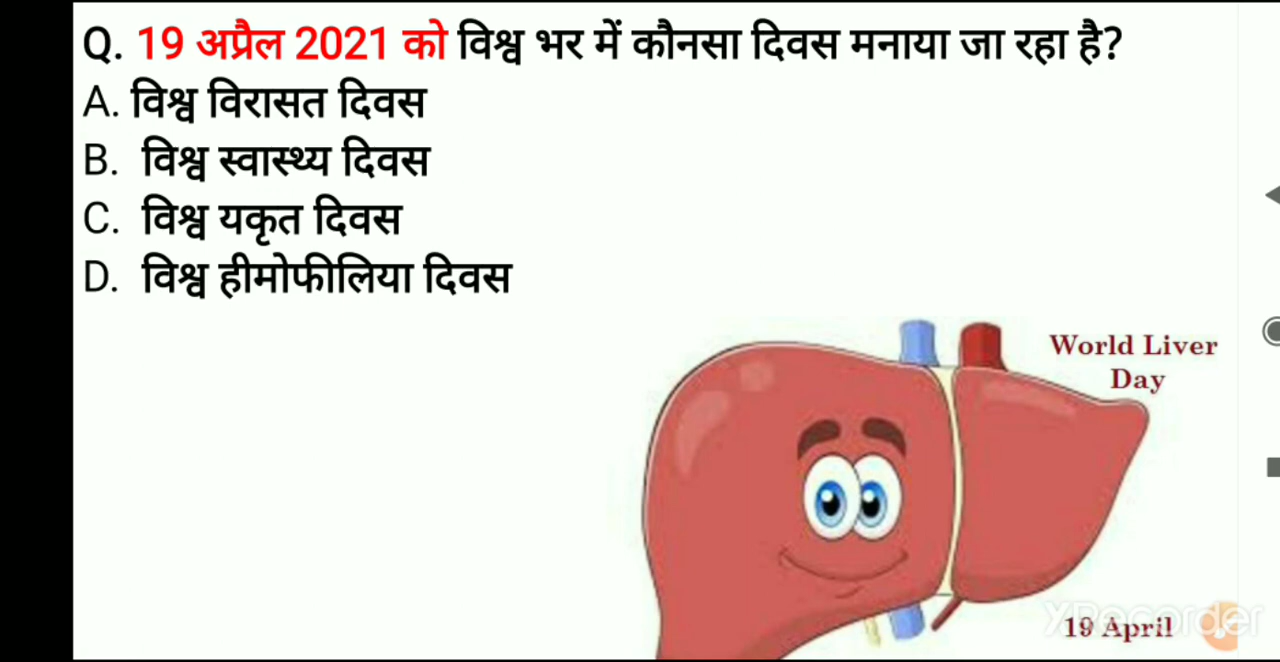 Q. 19 अप्रैल 2021 को विश्व भर में कौनसा दिवस मनाया जा रहा है?
A. विश्व विरासत दिवस
B. विश्व स्वास्थ्य दिवस
C. विश्व यकृत दिवस
D. विश्व हीमोफीलिया दिवस
World Liver
Day
19 April
XRecorder